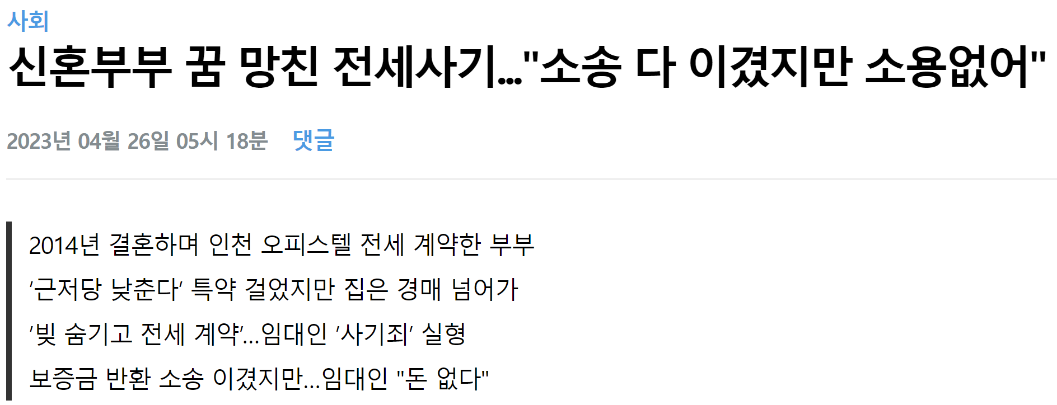 사회
신혼부부 꿈 망친 전세사기..."소송 다 이겼지만 소용없어"
2023년 04월 26일 05시 18분 댓글
2014년 결혼하며 인천 오피스텔 전세 계약한 부부
'근저당 낮춘다' 특약 걸었지만 집은 경매 넘어가
'빚 숨기고 전세 계약'...임대인 '사기죄' 실형
보증금 반환 소송 이겼지만...임대인 "돈 없다"